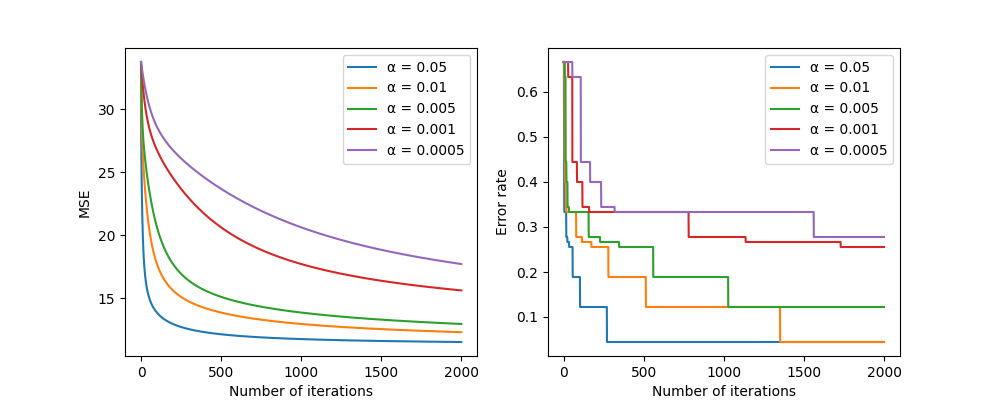 MSE
30
25
20
15
0
500
1000
1500
2000
Number of iterations
α = 0.05
α = 0.01
α = 0.005
α = 0.001
α = 0.0005
Error rate
0.6
0.5
0.4
0.3
0.2
0.1
0
500
1000
1500
2000
Number of iterations
α = 0.05
α = 0.01
α = 0.005
α = 0.001
α = 0.0005